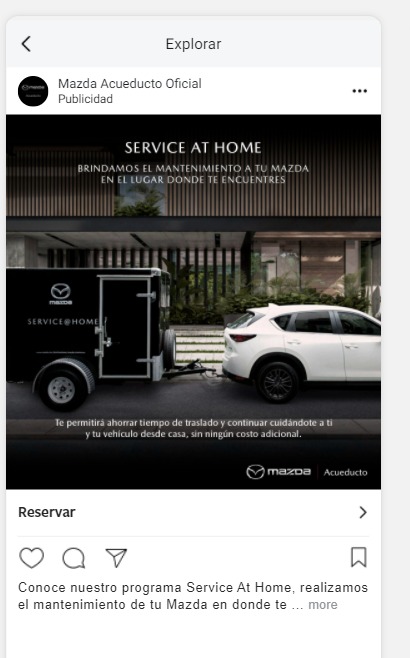 Explorar
Mazda Acueducto Oficial
Publicidad
SERVICE AT HOME
BRINDAMOS EL MANTENIMIENTO A TU MAZDA
EN EL LUGAR DONDE TE ENCUENTRES
mazda
SERVICE@HOME
Te permitirá ahorrar tiempo de traslado y continuar cuidándote a ti
y tu vehículo desde casa, sin ningún costo adicional.
mazda Acueducto
Reservar
Conoce nuestro programa Service At Home, realizamos
el mantenimiento de tu Mazda en donde te ... more